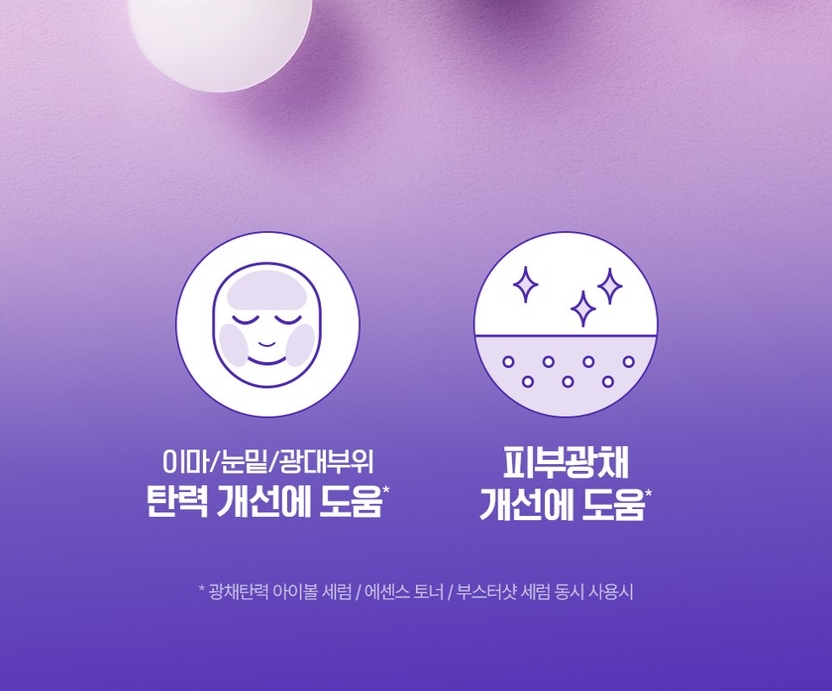 이마/눈밑/광대부위
탄력 개선에 도움*
피부광채
개선에 도움*
* 광채탄력 아이볼 세럼 / 에센스 토너 / 부스터샷 세럼 동시 사용시